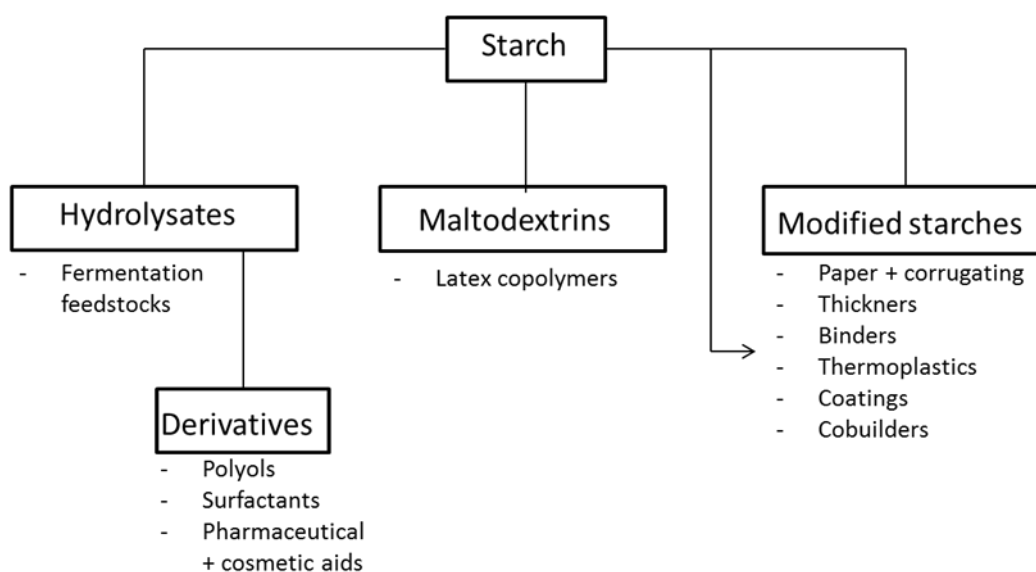 Starch
Hydrolysates
- Fermentation
feedstocks
Derivatives
- Polyols
- Surfactants
- Pharmaceutical
+ cosmetic aids
Maltodextrins
- Latex copolymers
Modified starches
- Paper + corrugating
- Thickners
- Binders
- Thermoplastics
- Coatings
- Cobuilders